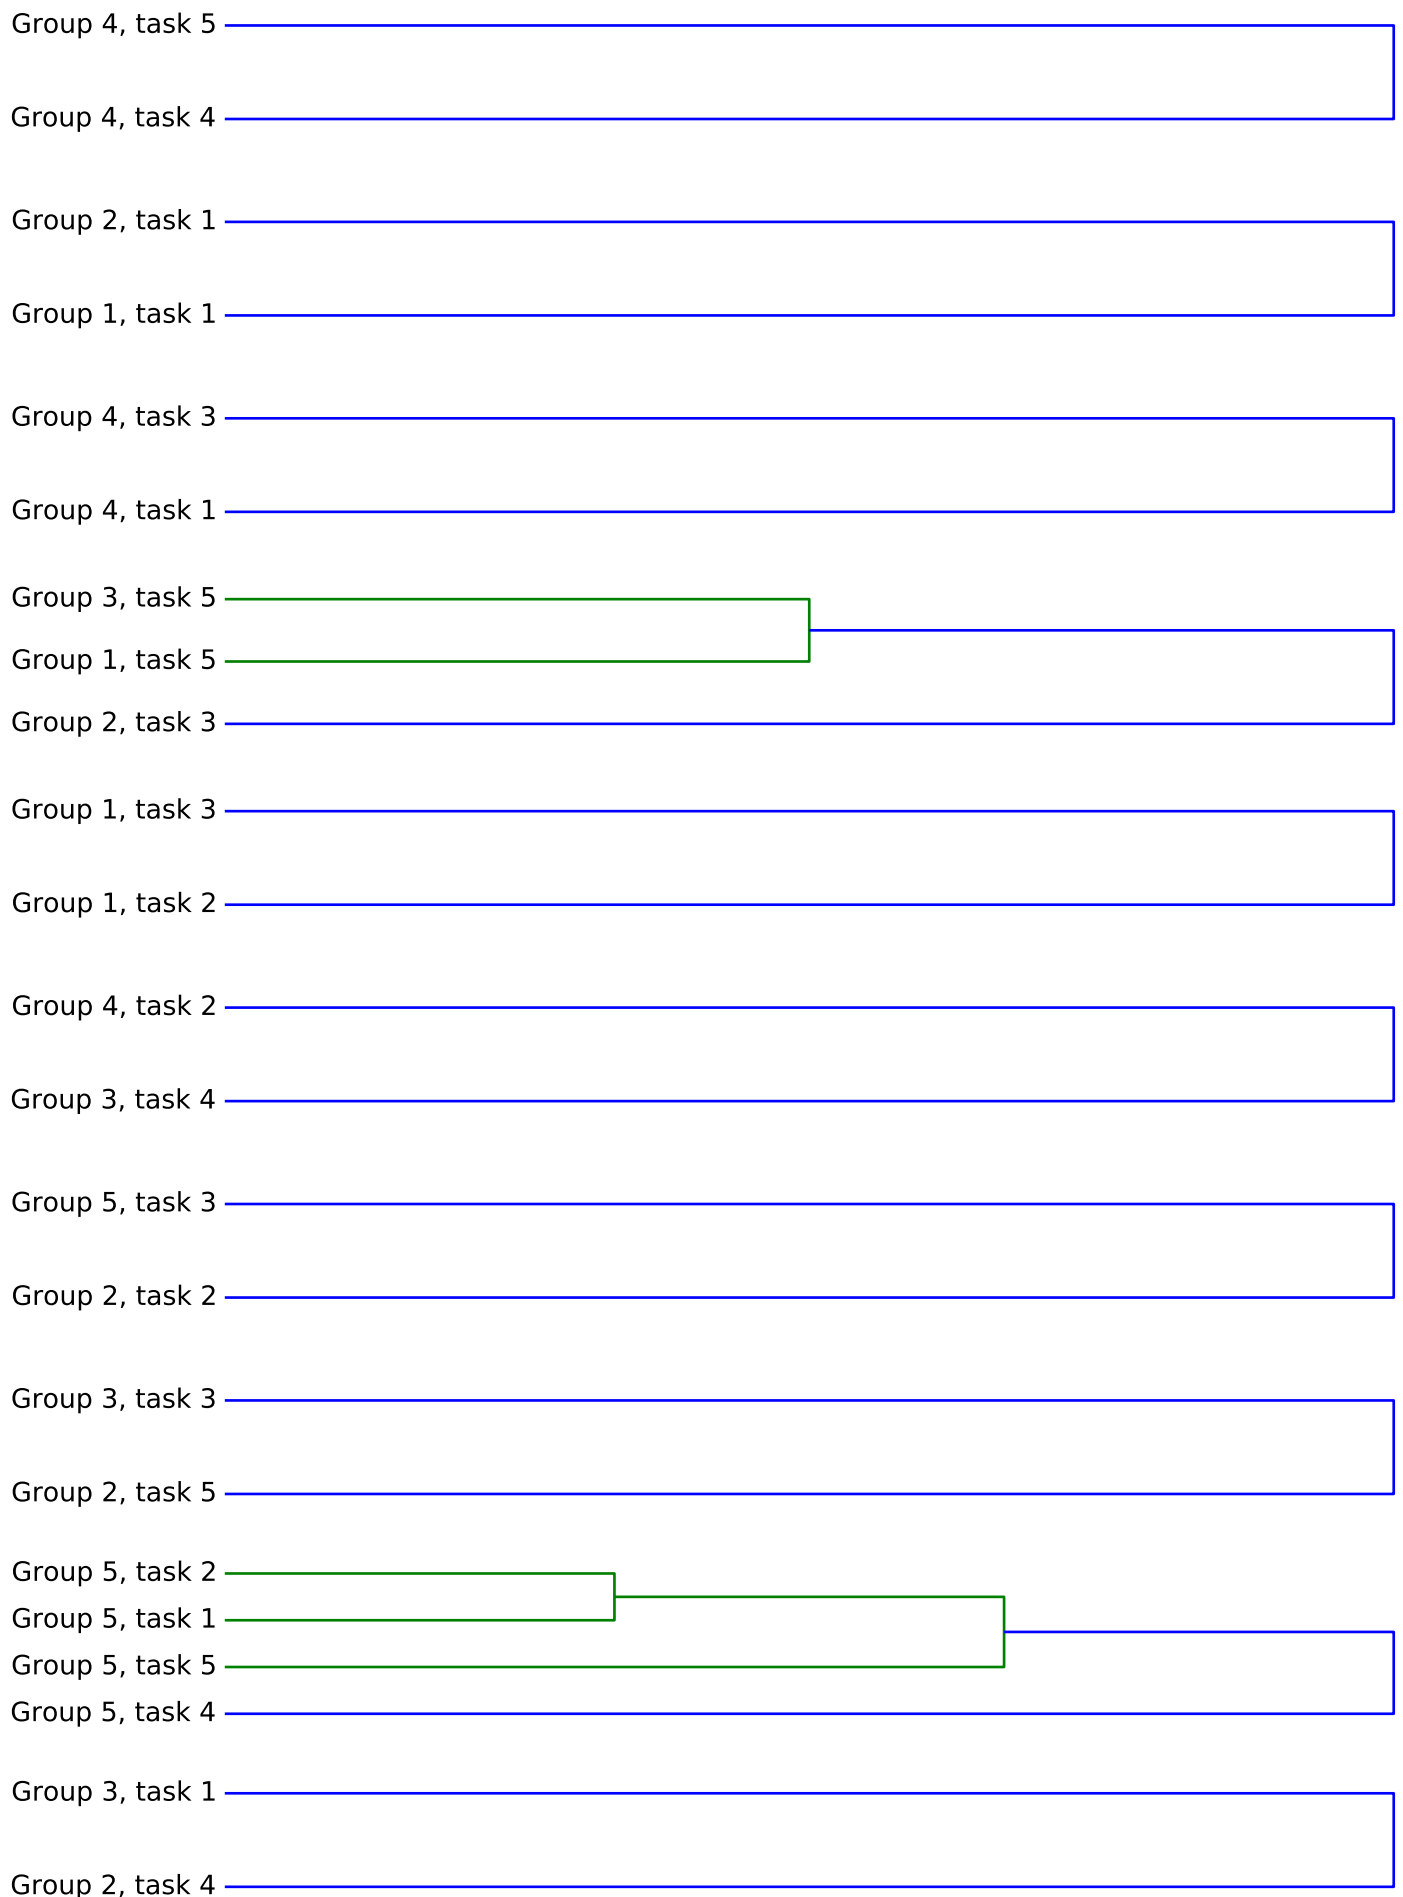 Group 4, task 5
Group 4, task 4
Group 2, task 1
Group 1, task 1
Group 4, task 3
Group 4, task 1
Group 3, task 5
Group 1, task 5
Group 2, task 3
Group 1, task 3
Group 1, task 2
Group 4, task 2
Group 3, task 4
Group 5, task 3
Group 2, task 2
Group 3, task 3
Group 2, task 5
Group 5, task 2
Group 5, task 1
Group 5, task 5
Group 5, task 4
Group 3, task 1
Group 2, task 4